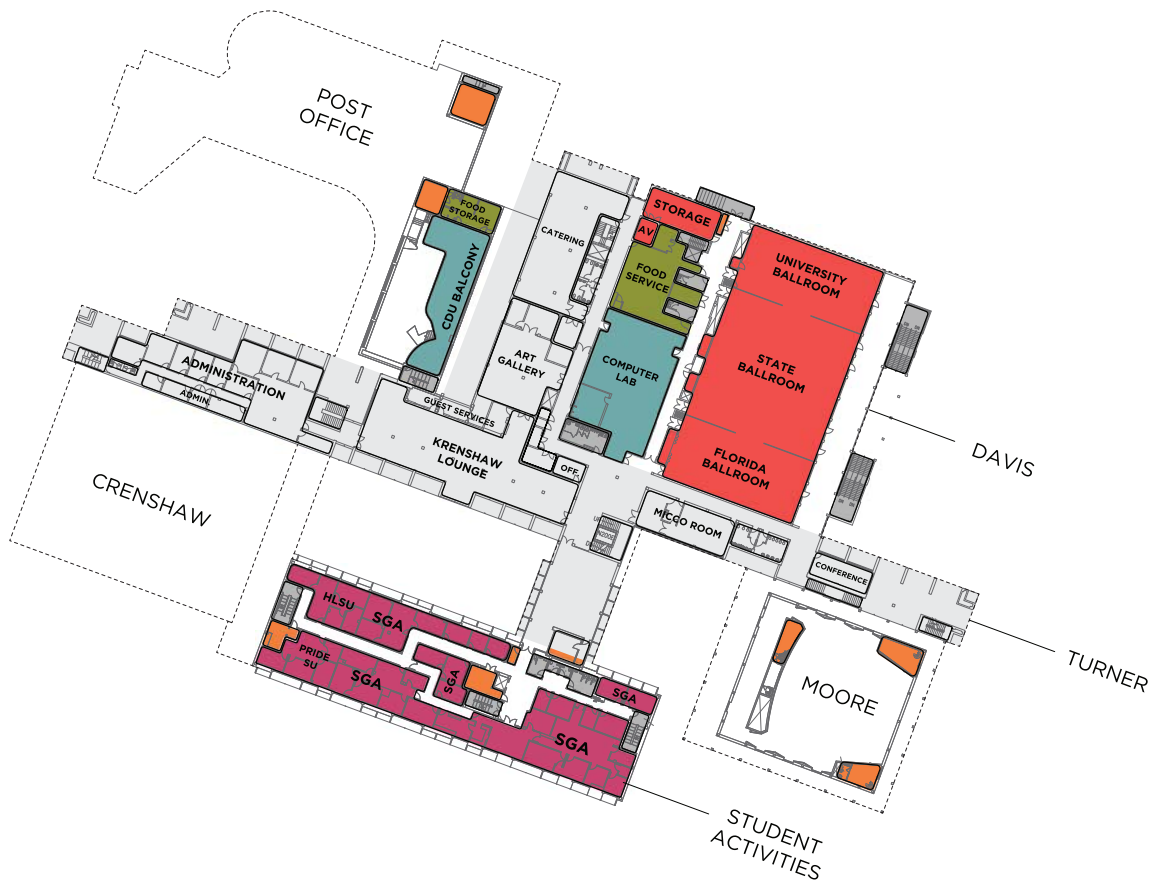 POST
OFFICE
FOOD
STORAGE
CDU BALCONY
CATERING
STORAGE
AV
FOOD
SERVICE
UNIVERSITY
BALLROOM
STATE
BALLROOM
FLORIDA
BALLROOM
COMPUTER
LAB
ART
GALLERY
GUEST SERVICES
ADMINISTRATION
ADMIN
KRENSHAW
LOUNGE
OFF.
DAVIS
CRENSHAW
MICCO ROOM
CONFERENCE
TURNER
HLSU
SGA
PRIDE
SU
SGA
SGA
SGA
SGA
MOORE
STUDENT
ACTIVITIES